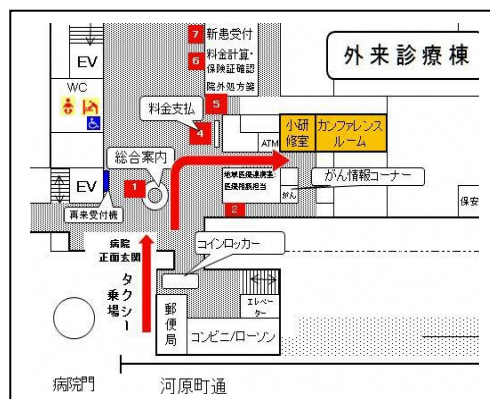 外来診療棟
7
新患受付
EV
6
料金計算・
保険証確認
WC
院外処方箋
5
料金支払
4
ATM
小研
修室
カンファレンス
ルーム
総合案内
地域医療連携室:
医療相談担当
がん情報コーナー
がん
EV
1
2
保安
再来受付機
病院
正面玄関
コインロッカー
タクシー
乗場
郵便局
エレベーター
コンビニ/ローソン
病院門
河原町通